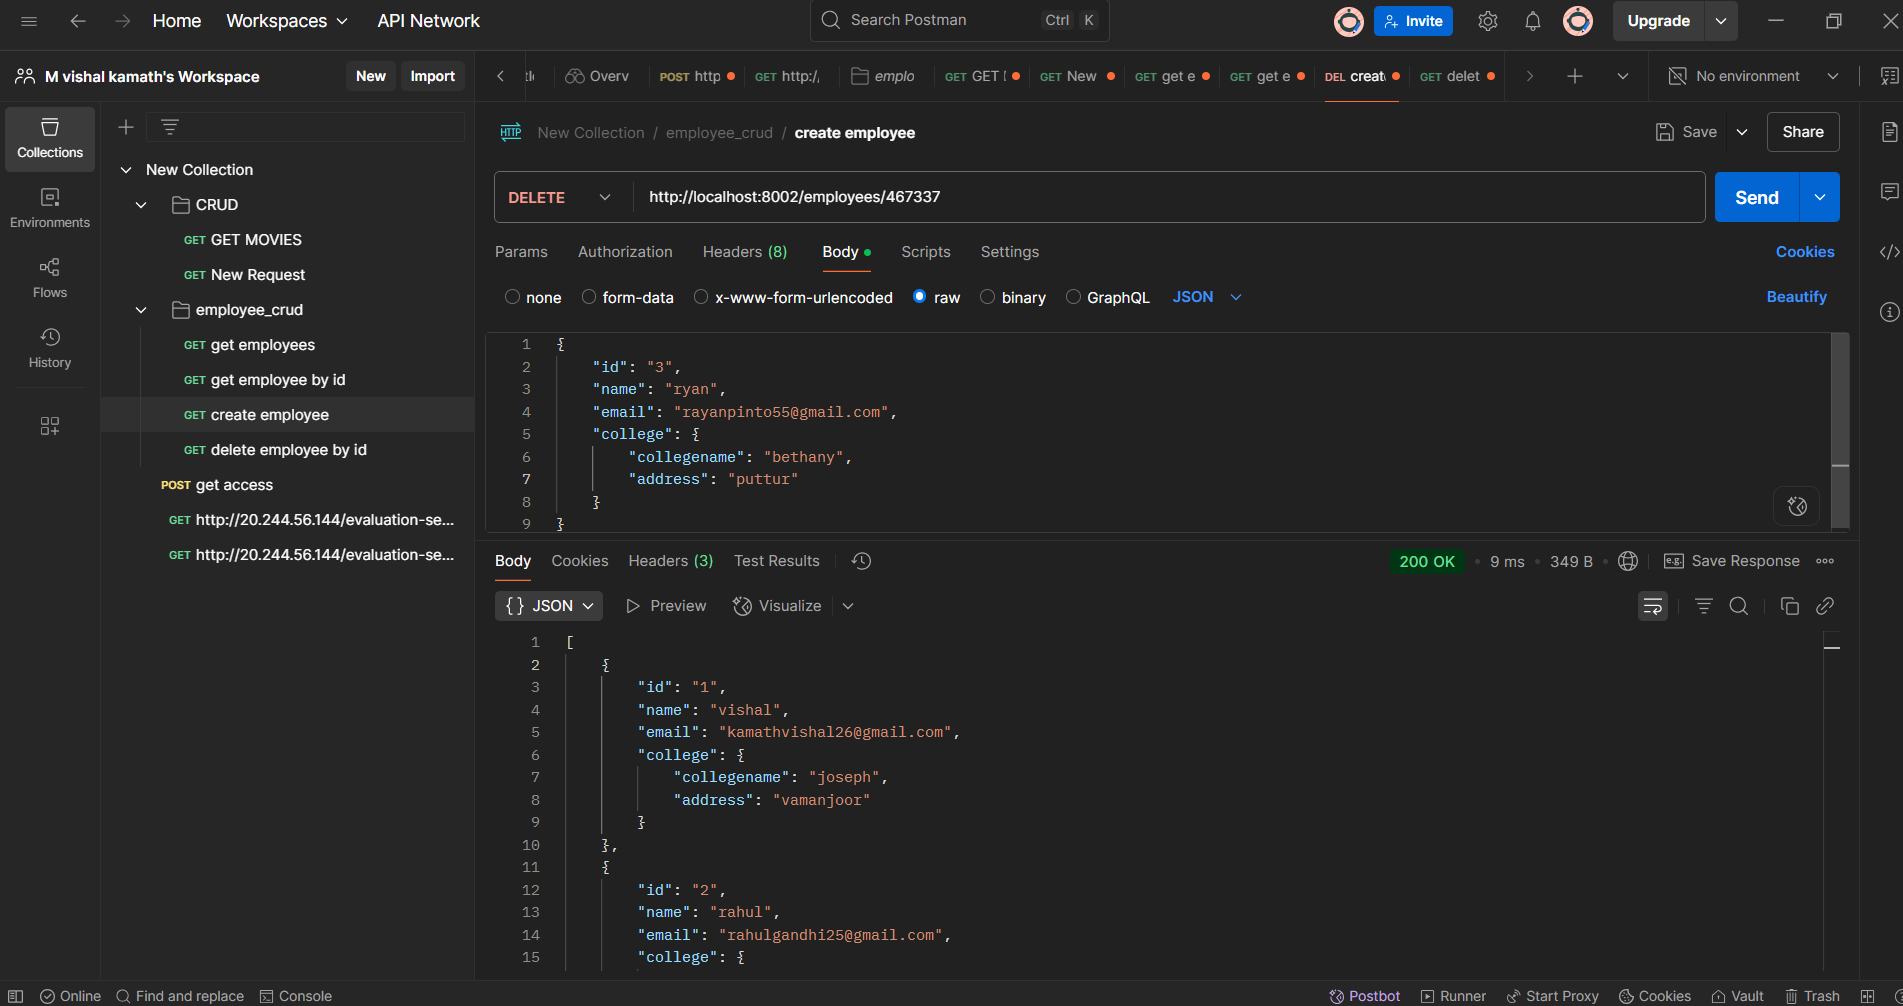 Home Workspaces API Network Search Postman Ctrl K Invite Upgrade
M vishal kamath's Workspace New Import Overv POST http GET http:/ emplo GET GET GET New GET get e GET get e DEL creat GET delet No environment
Collections
Environments
Flows
History
New Collection
CRUD
GET GET MOVIES
GET New Request
employee_crud
GET get employees
GET get employee by id
GET create employee
GET delete employee by id
POST get access
GET http://20.244.56.144/evaluation-se...
GET http://20.244.56.144/evaluation-se...
HTTP New Collection / employee_crud / create employee Save Share
DELETE http://localhost:8002/employees/467337 Send
Params Authorization Headers (8) Body Scripts Settings Cookies
none form-data x-www-form-urlencoded raw binary GraphQL JSON Beautify
1 {
2 "id": "3",
3 "name": "ryan",
4 "email": "rayanpinto55@gmail.com",
5 "college": {
6 "collegename": "bethany",
7 "address": "puttur"
8 }
9 }
Body Cookies Headers (3) Test Results 200 OK • 9 ms • 349 B • e.g. Save Response
{} JSON Preview Visualize
1 [
2 {
3 "id": "1",
4 "name": "vishal",
5 "email": "kamathvishal26@gmail.com",
6 "college": {
7 "collegename": "joseph",
8 "address": "vamanjoor"
9 }
10 },
11 {
12 "id": "2",
13 "name": "rahul",
14 "email": "rahulgandhi25@gmail.com",
15 "college": {
Online Find and replace Console Postbot Runner Start Proxy Cookies Vault Trash